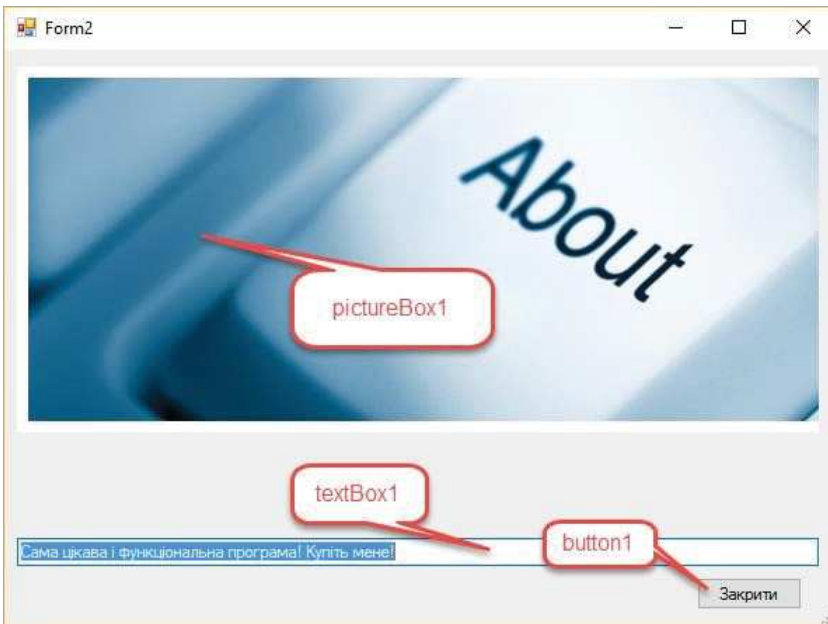 Form2
About
pictureBox1
textBox1
Сама цікава і функціональна програма! Купіть мене!
button1
Закрити